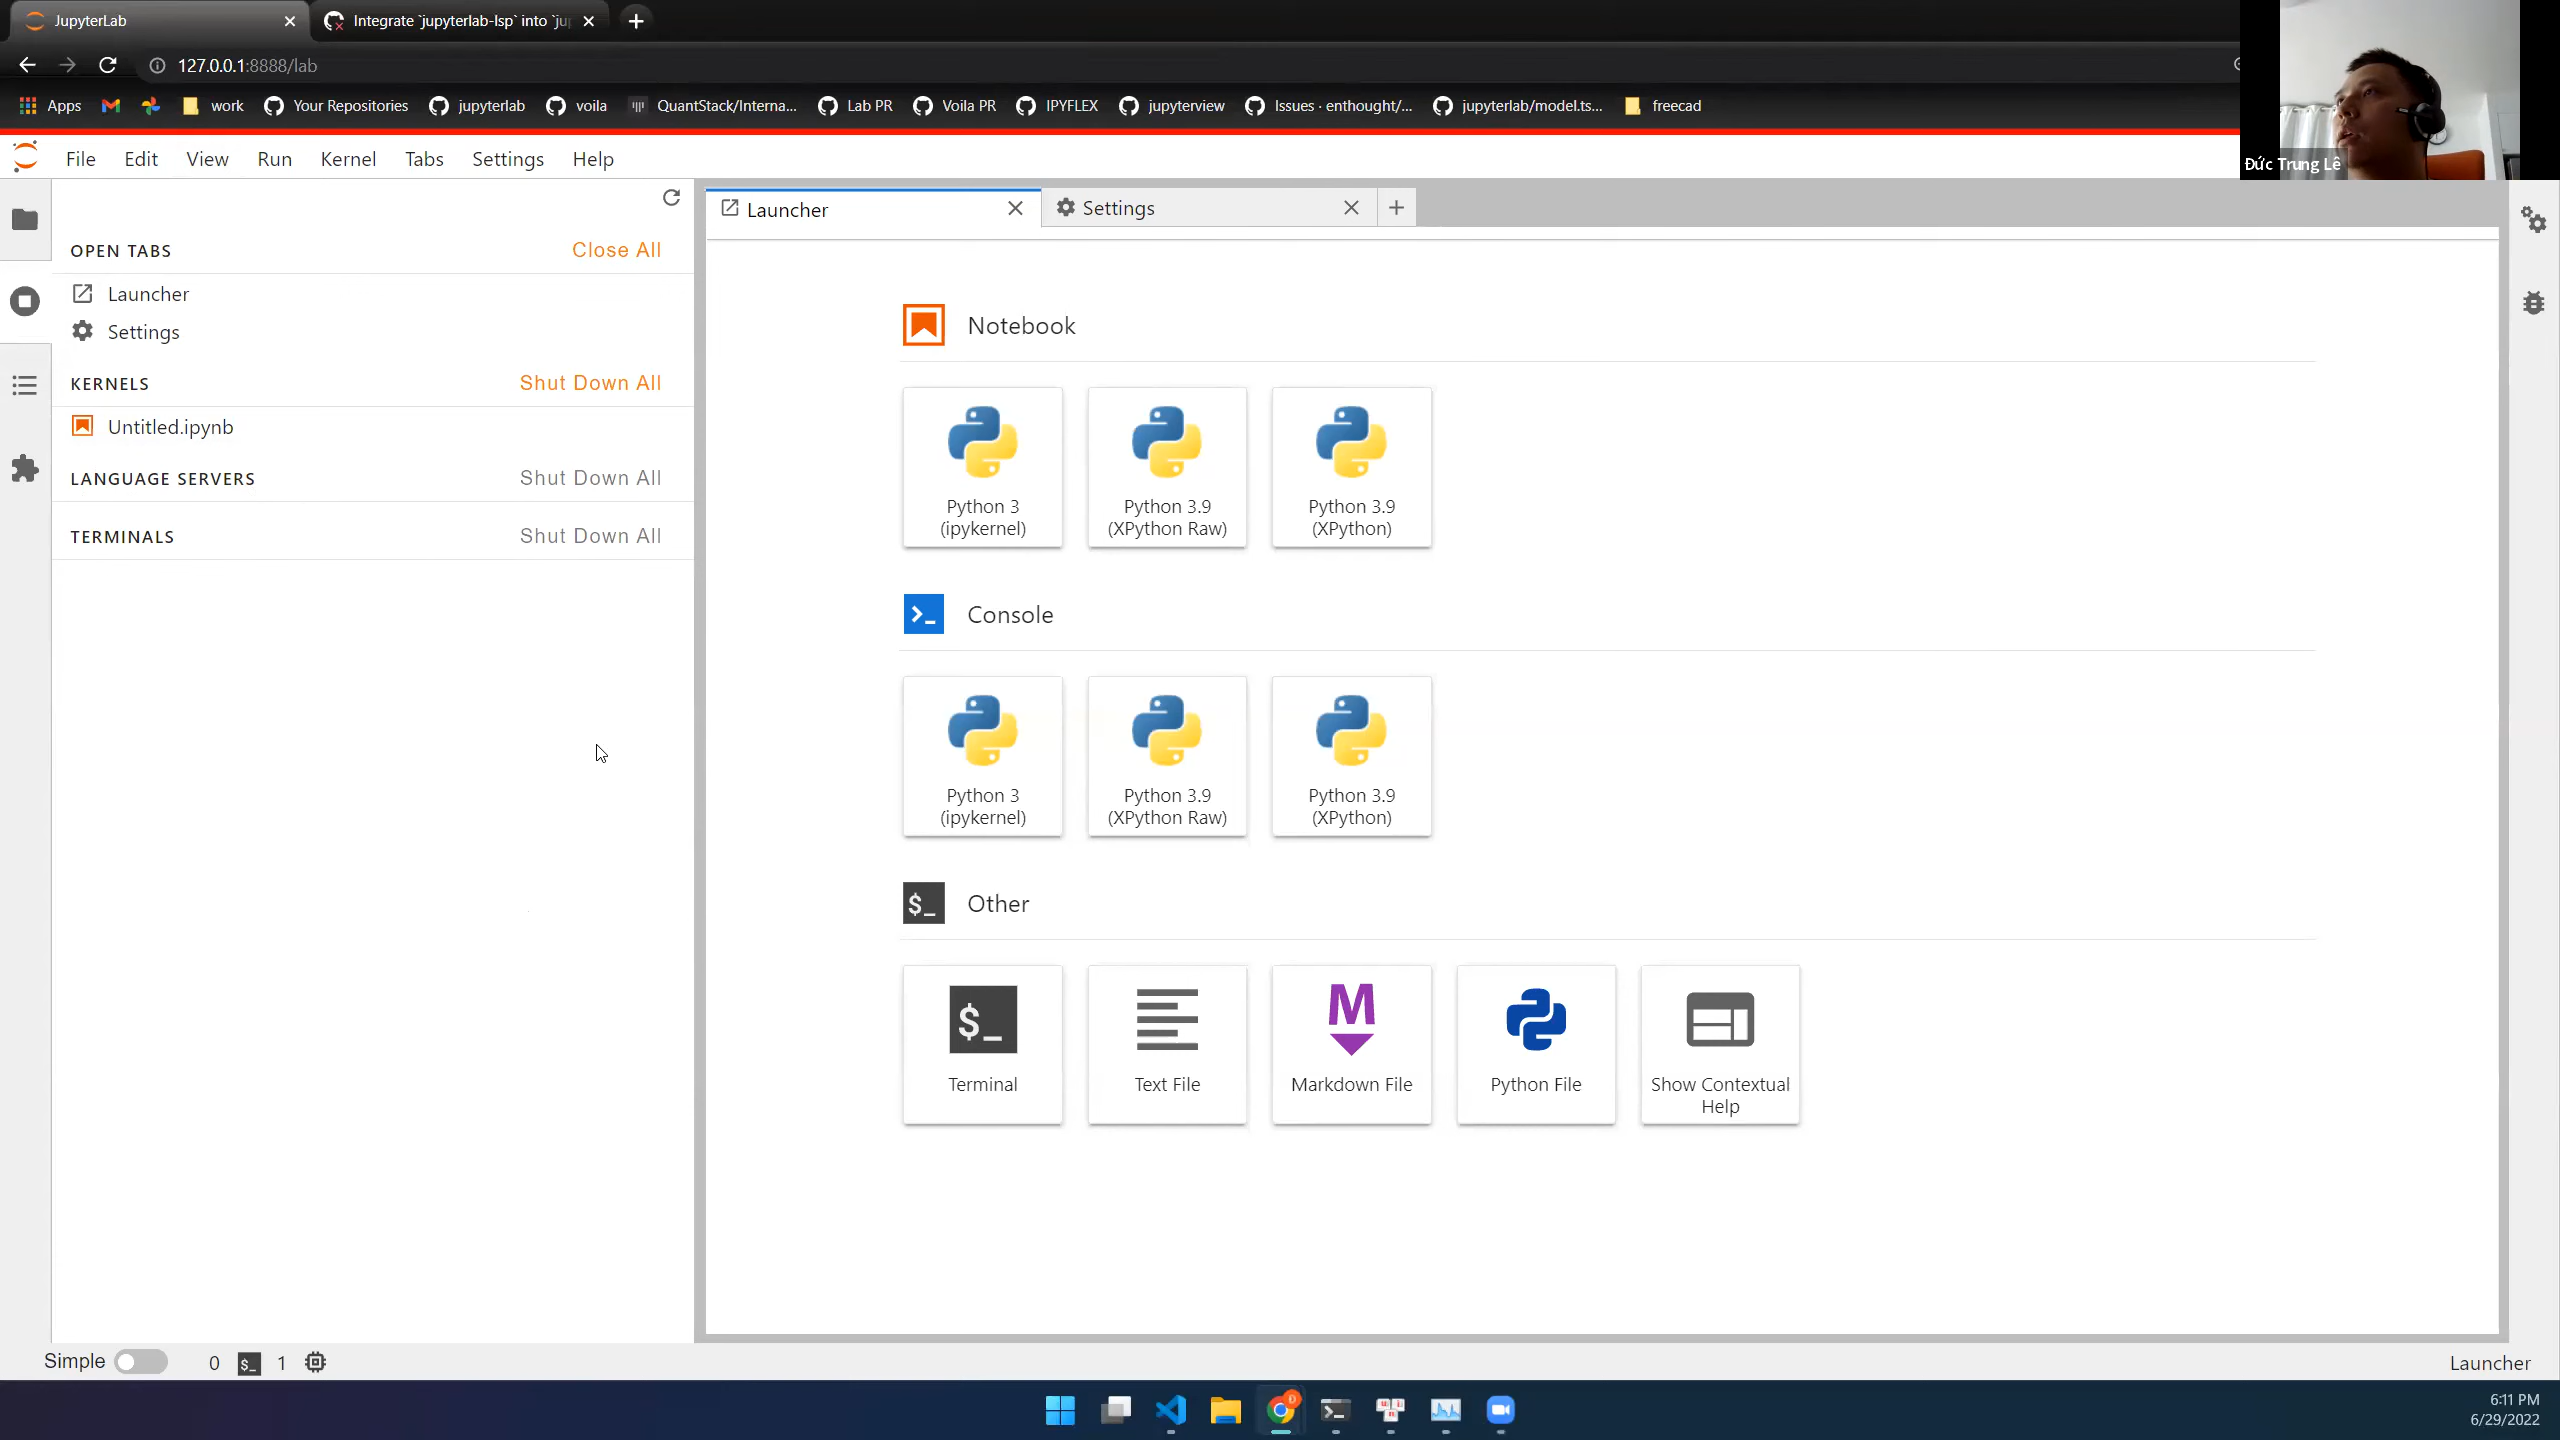 JupyterLab
Integrate `jupyterlab-lsp` into `ju
127.0.0.1:8888/lab
Apps
work
Your Repositories
jupyterlab
voila
QuantStack/Interna...
Lab PR
Voila PR
IPYFLEX
jupyterview
Issues · enthought/...
jupyterlab/model.ts...
freecad
Đức Trung Lê
File
Edit
View
Run
Kernel
Tabs
Settings
Help
OPEN TABS
Close All
Launcher
Settings
KERNELS
Shut Down All
Untitled.ipynb
LANGUAGE SERVERS
Shut Down All
TERMINALS
Shut Down All
Launcher
Settings
Notebook
Python 3
(ipykernel)
Python 3.9
(XPython Raw)
Python 3.9
(XPython)
Console
Python 3
(ipykernel)
Python 3.9
(XPython Raw)
Python 3.9
(XPython)
$_
Other
$_
Terminal
Text File
M
Markdown File
Python File
Show Contextual
Help
Simple
0
$_
1
Launcher
6:11 PM
6/29/2022